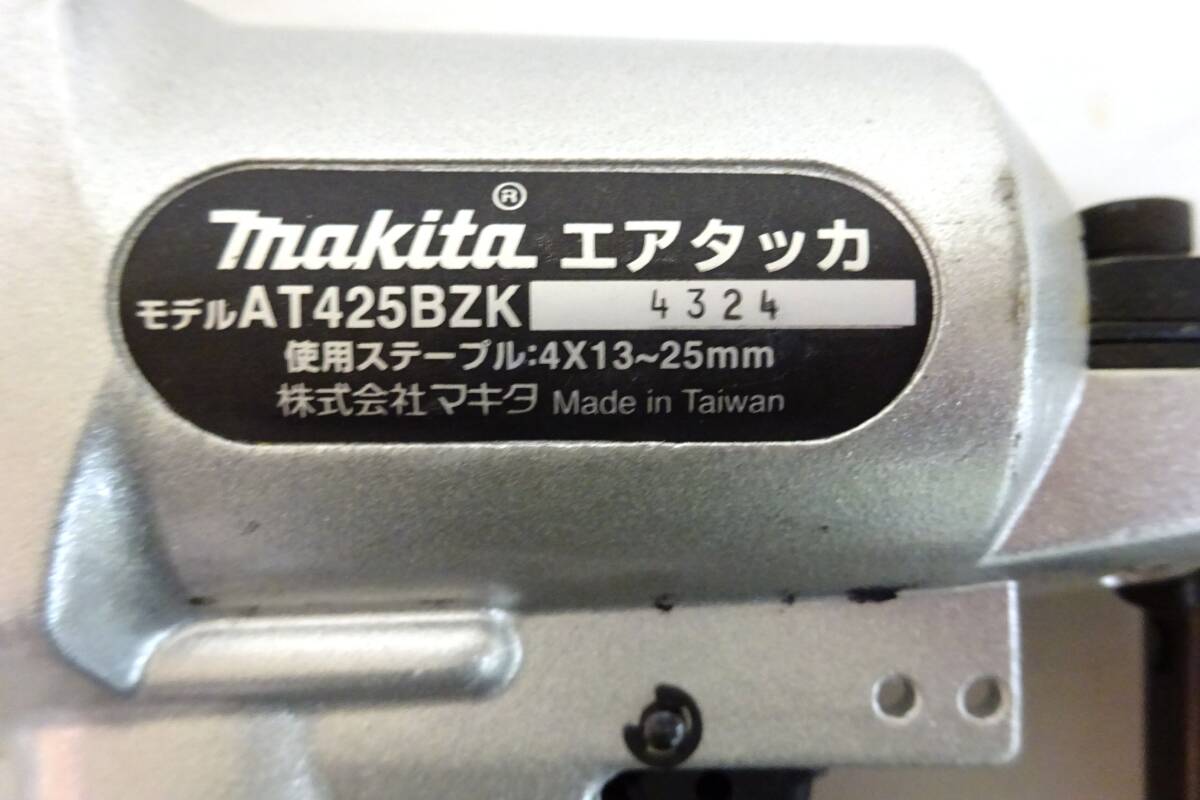 makita® エアタッカ
モデルAT425BZK 4324
使用ステープル:4X13~25mm
株式会社マキタ Made in Taiwan